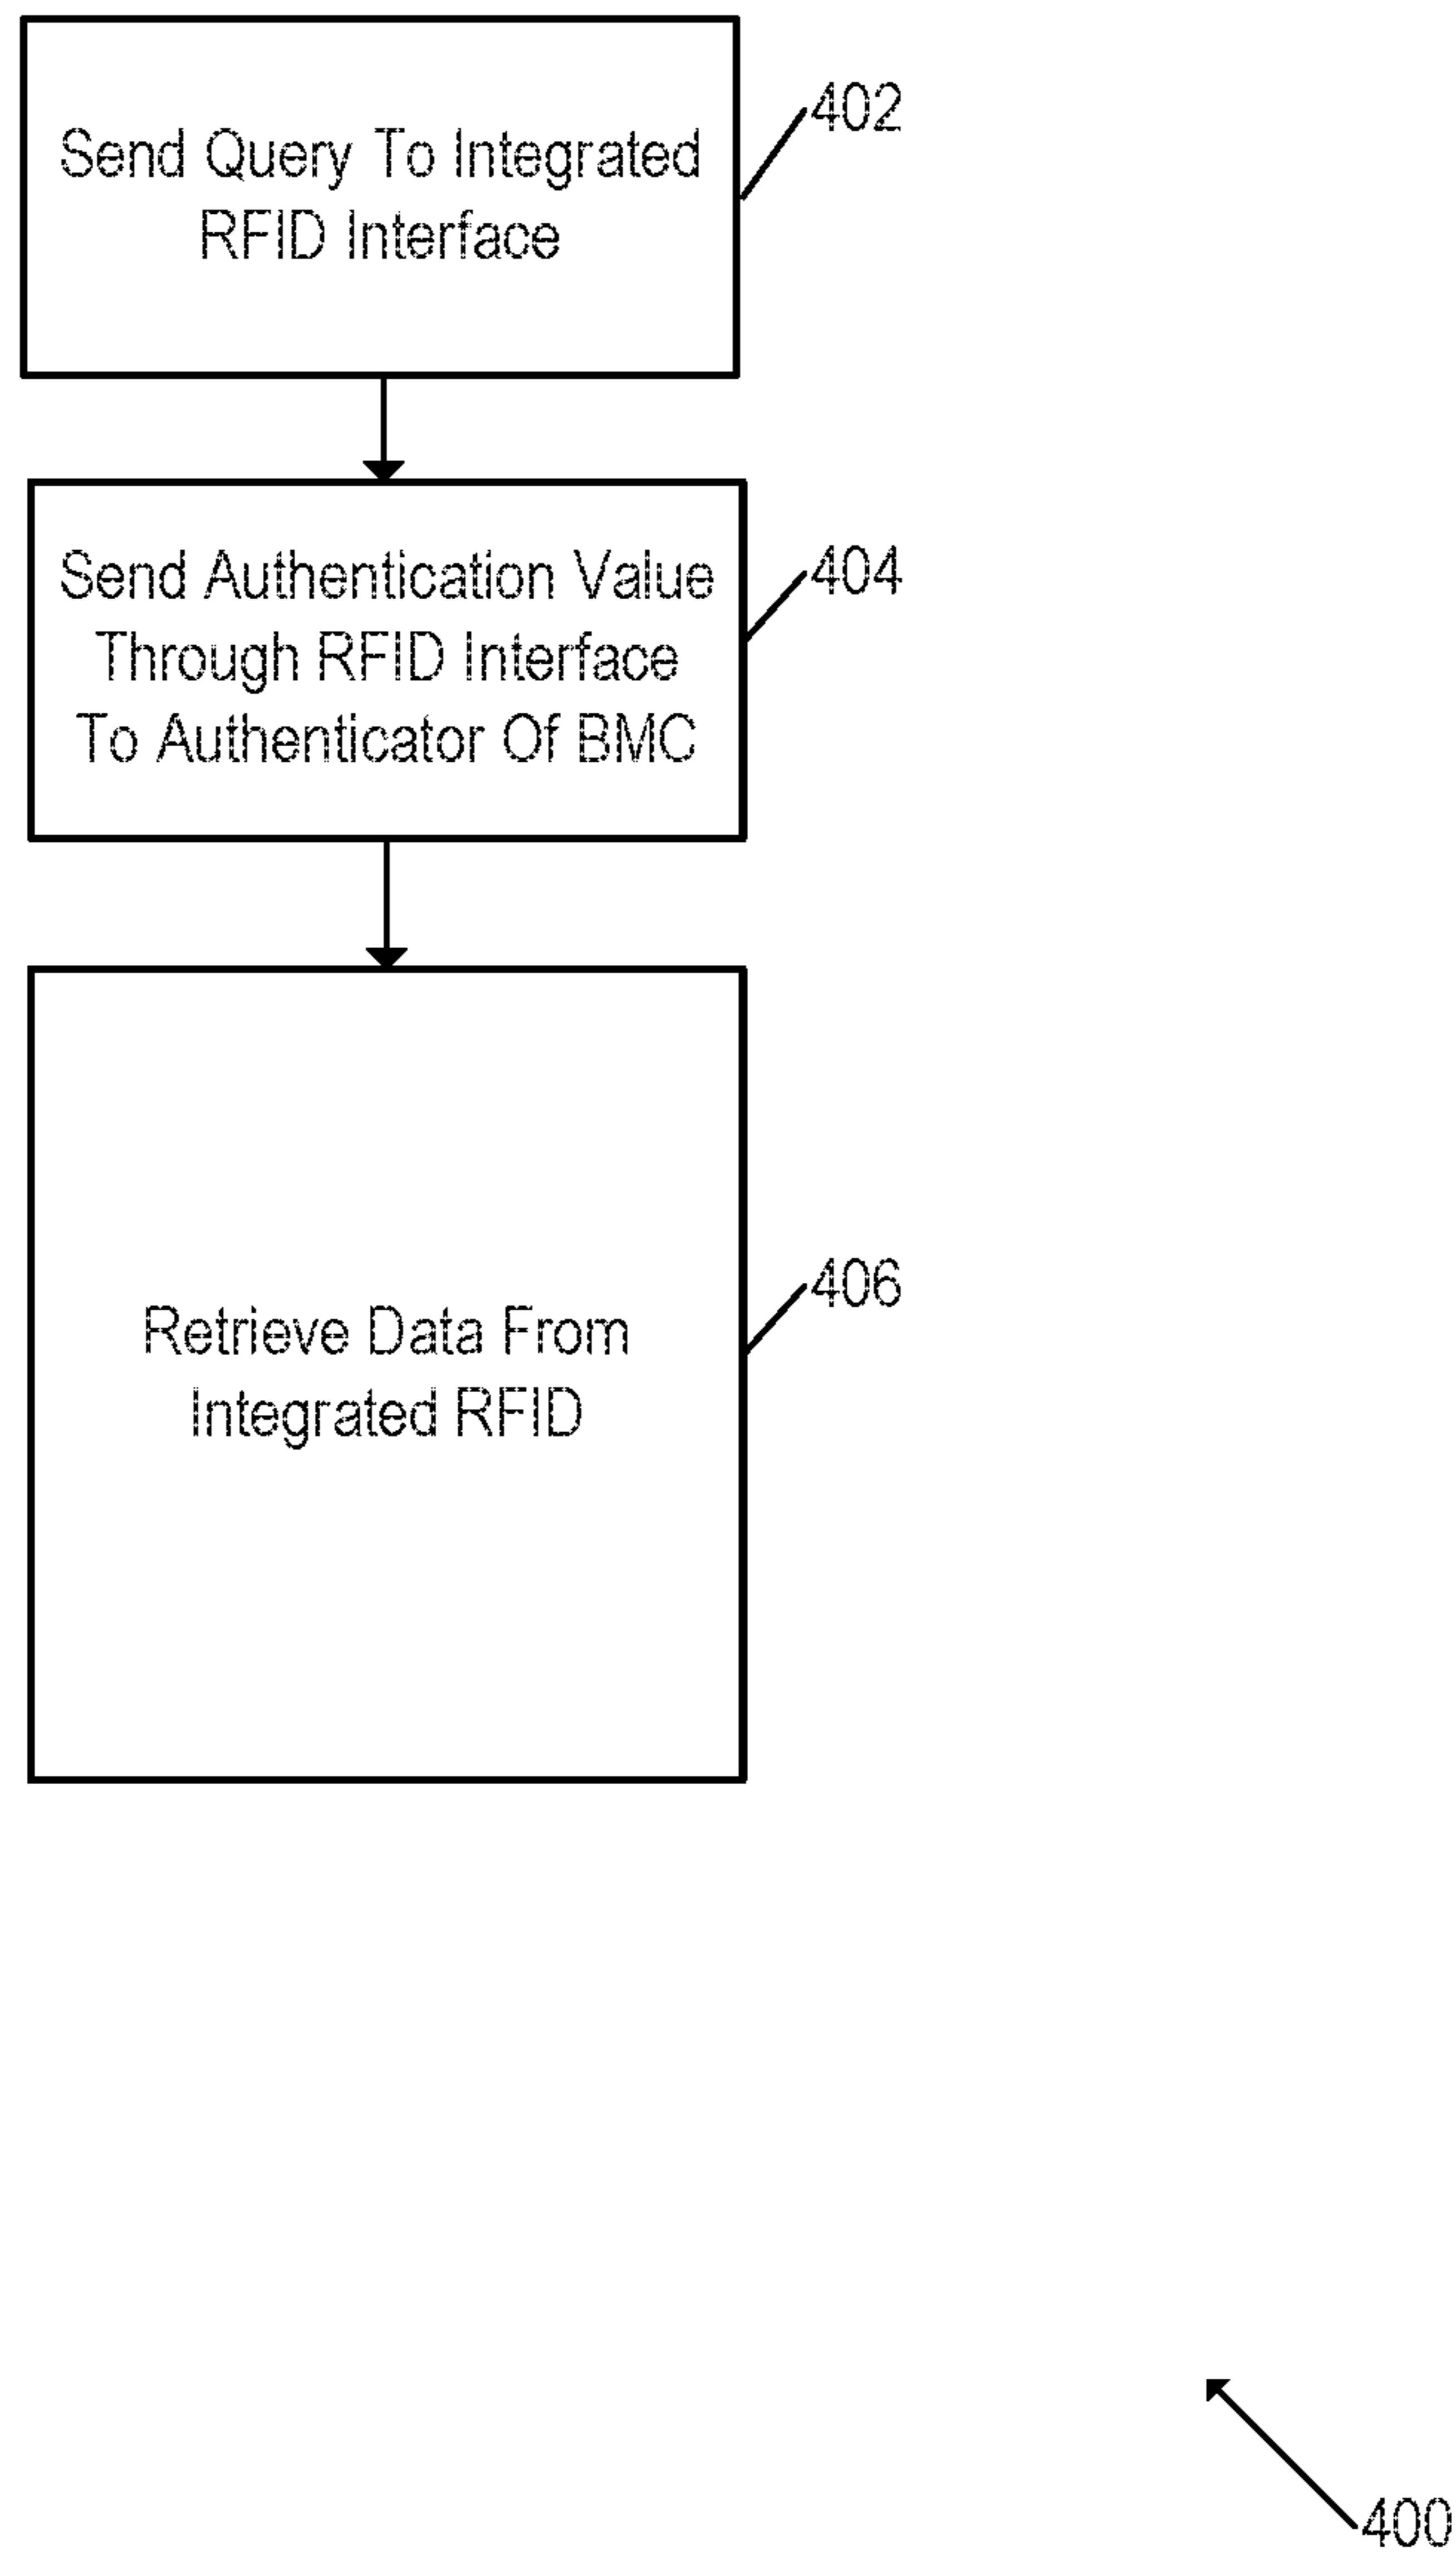 Send Query To Integrated
RFID Interface
402
Send Authentication Value
Through RFID Interface
To Authenticator Of BMC
404
Retrieve Data From
Integrated RFID
406
400